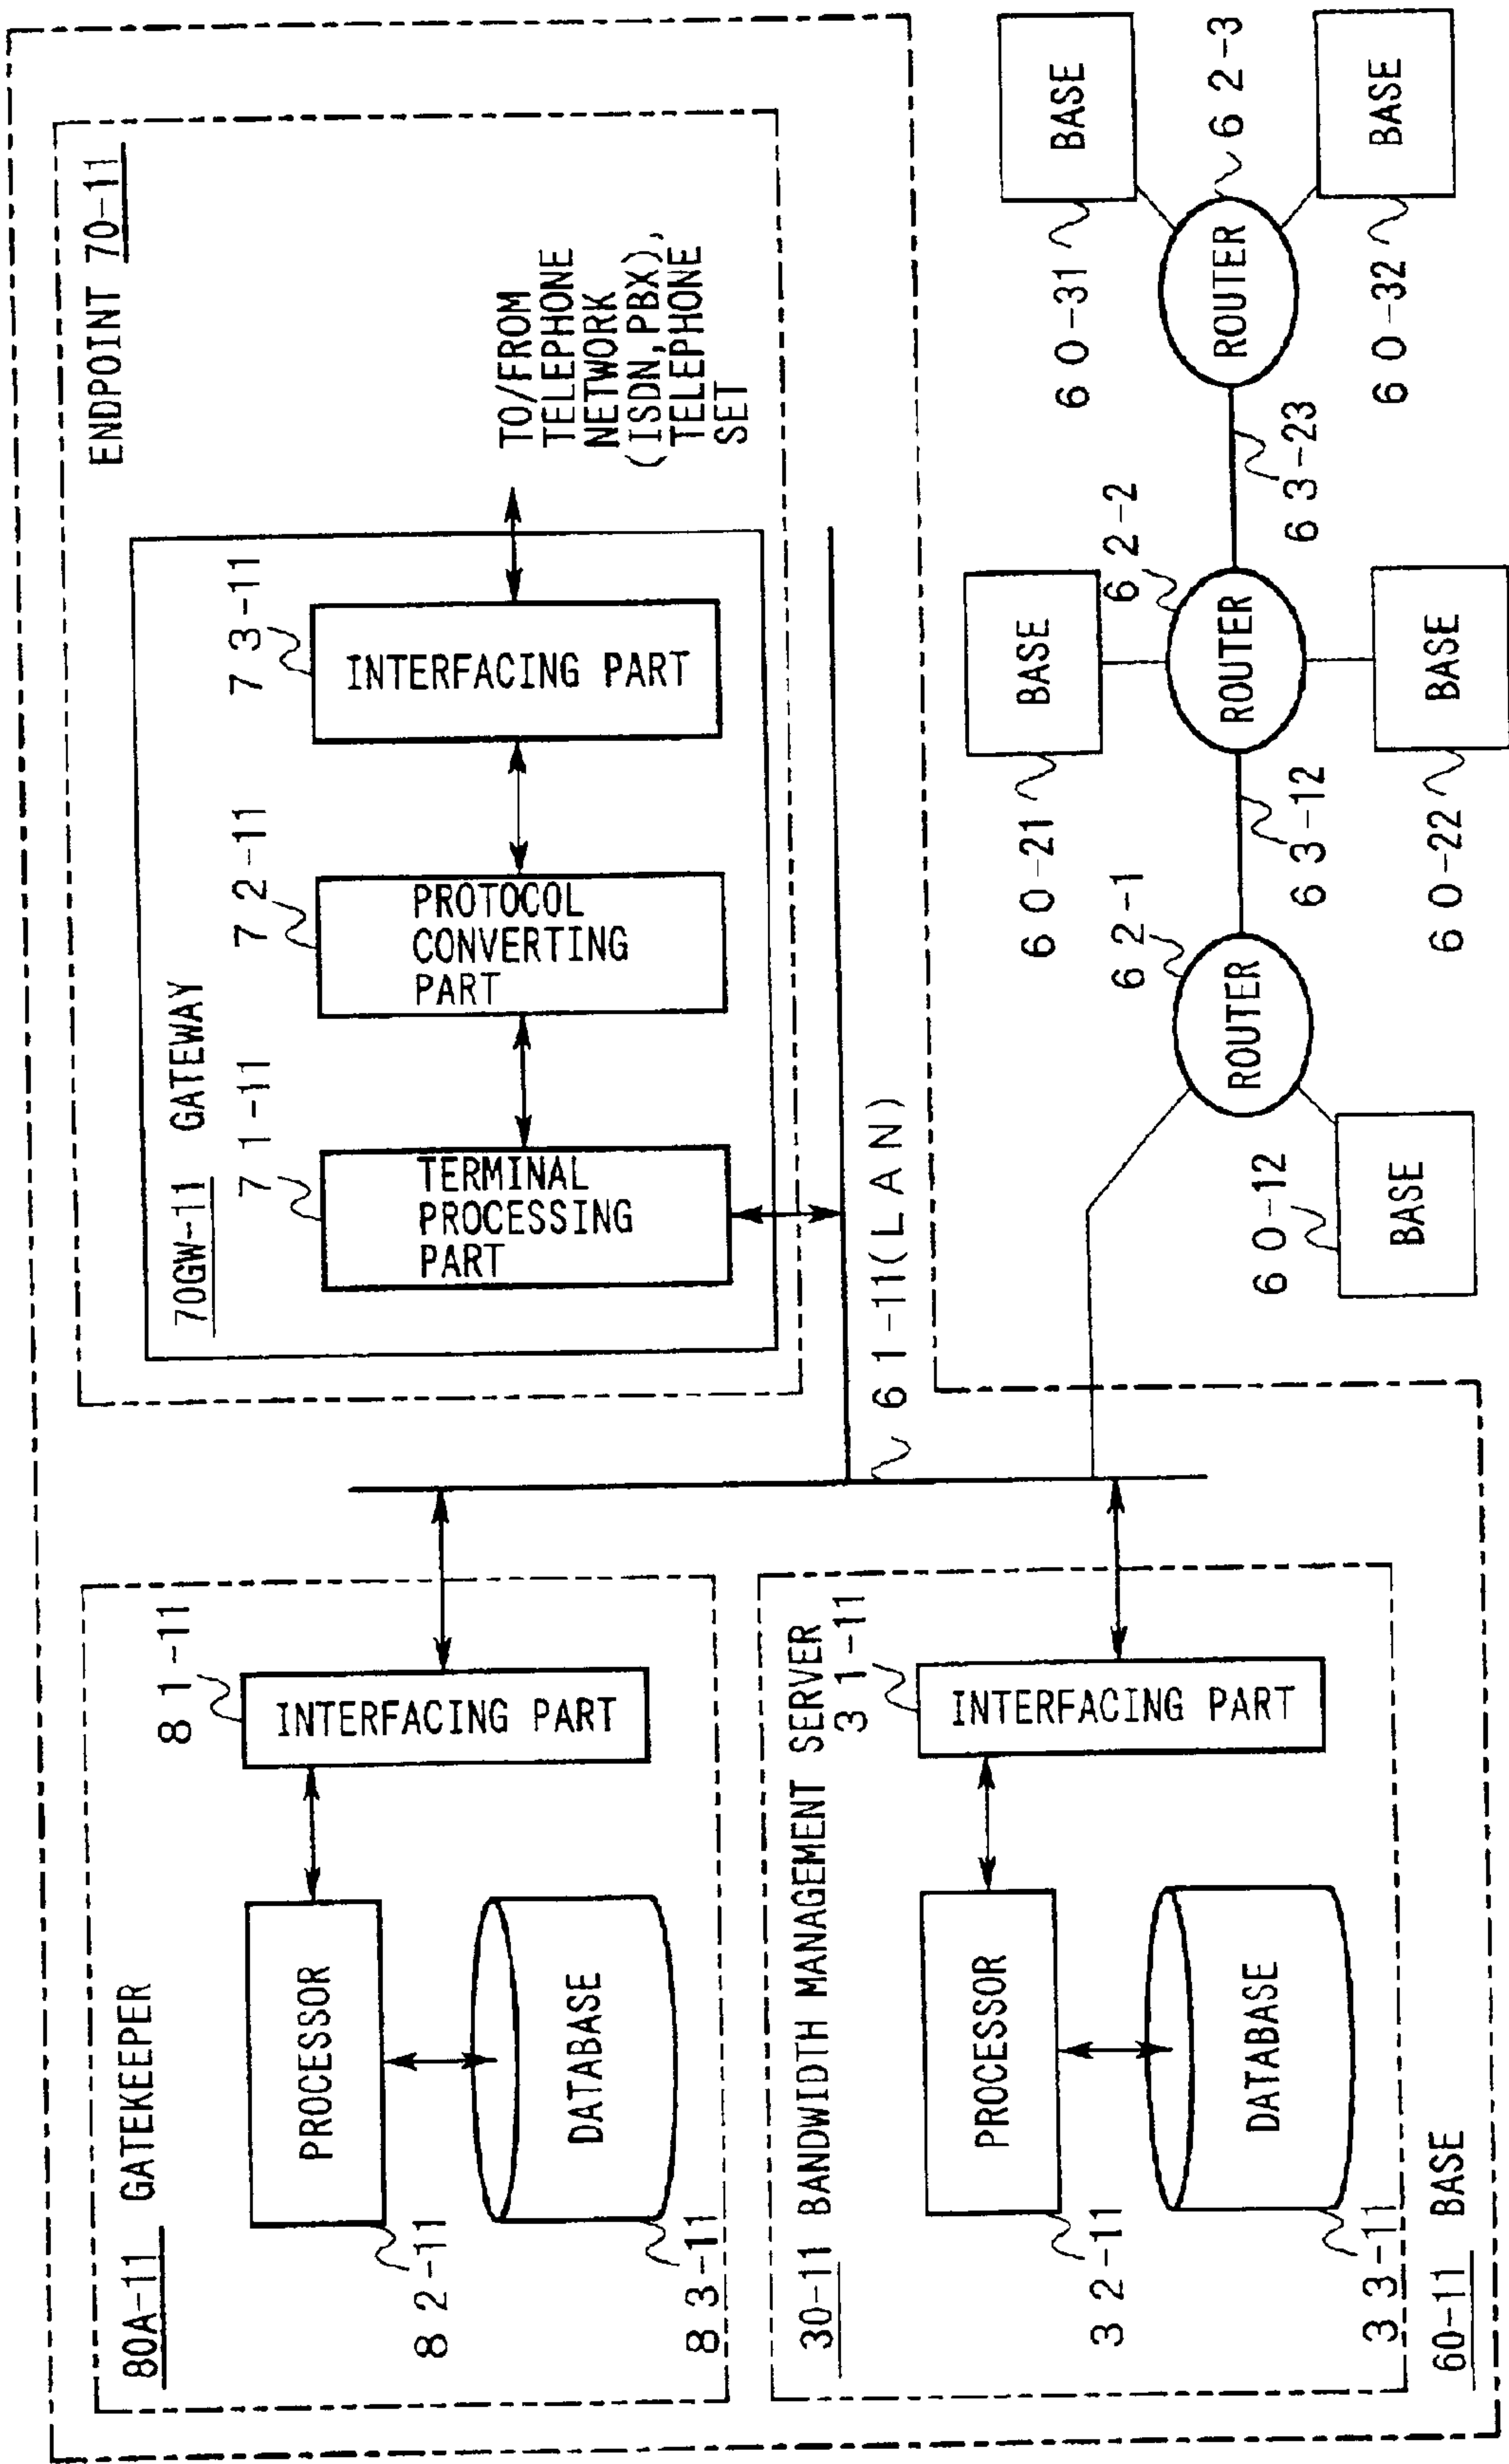 80A-11 GATEKEEPER
81-11
INTERFACING PART
PROCESSOR
82-11
DATABASE
83-11
30-11 BANDWIDTH MANAGEMENT SERVER
31-11
INTERFACING PART
PROCESSOR
32-11
DATABASE
33-11
60-11 BASE
ENDPOINT 70-11
70GW-11 GATEWAY
71-11
TERMINAL
PROCESSING
PART
72-11
PROTOCOL
CONVERTING
PART
73-11
INTERFACING PART
TO/FROM
TELEPHONE
NETWORK
(ISDN,PBX),
TELEPHONE
SET
61-11(LAN)
62-1
ROUTER
60-12
BASE
63-12
60-21
BASE
62-2
ROUTER
60-22
BASE
63-23
60-31
BASE
62-3
ROUTER
60-32
BASE